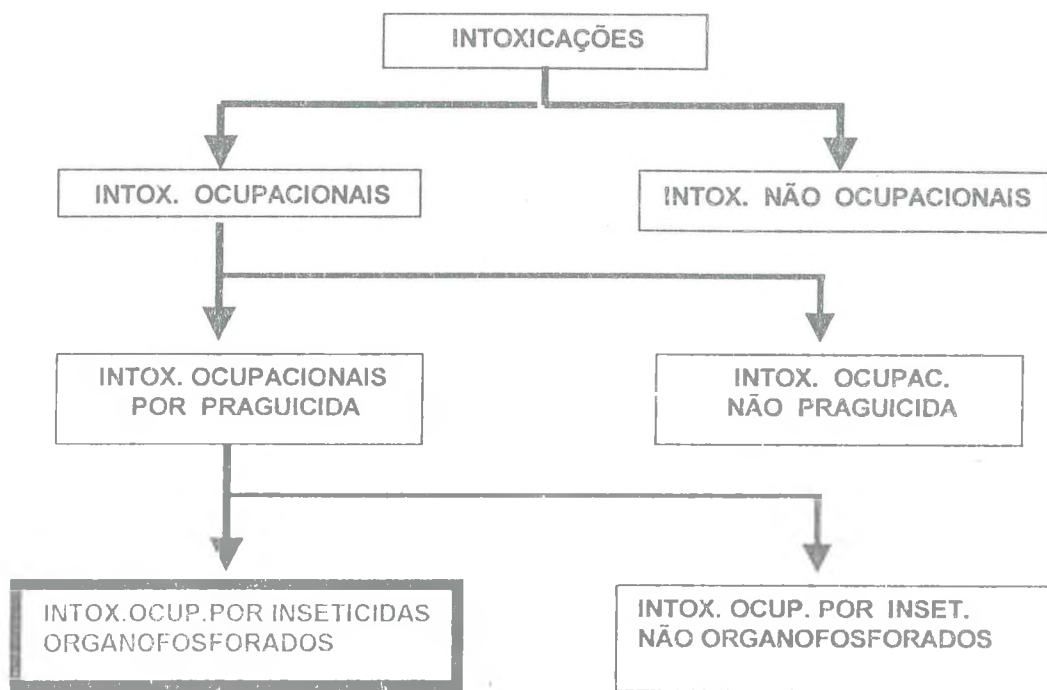 INTOXICAÇÕES
INTOX. OCUPACIONAIS
INTOX. NÃO OCUPACIONAIS
INTOX. OCUPACIONAIS
POR PRAGUICIDA
INTOX. OCUPAC.
NÃO PRAGUICIDA
INTOX.OCUP.POR INSETICIDAS
ORGANOFOSFORADOS
INTOX. OCUP. POR INSET.
NÃO ORGANOFOSFORADOS